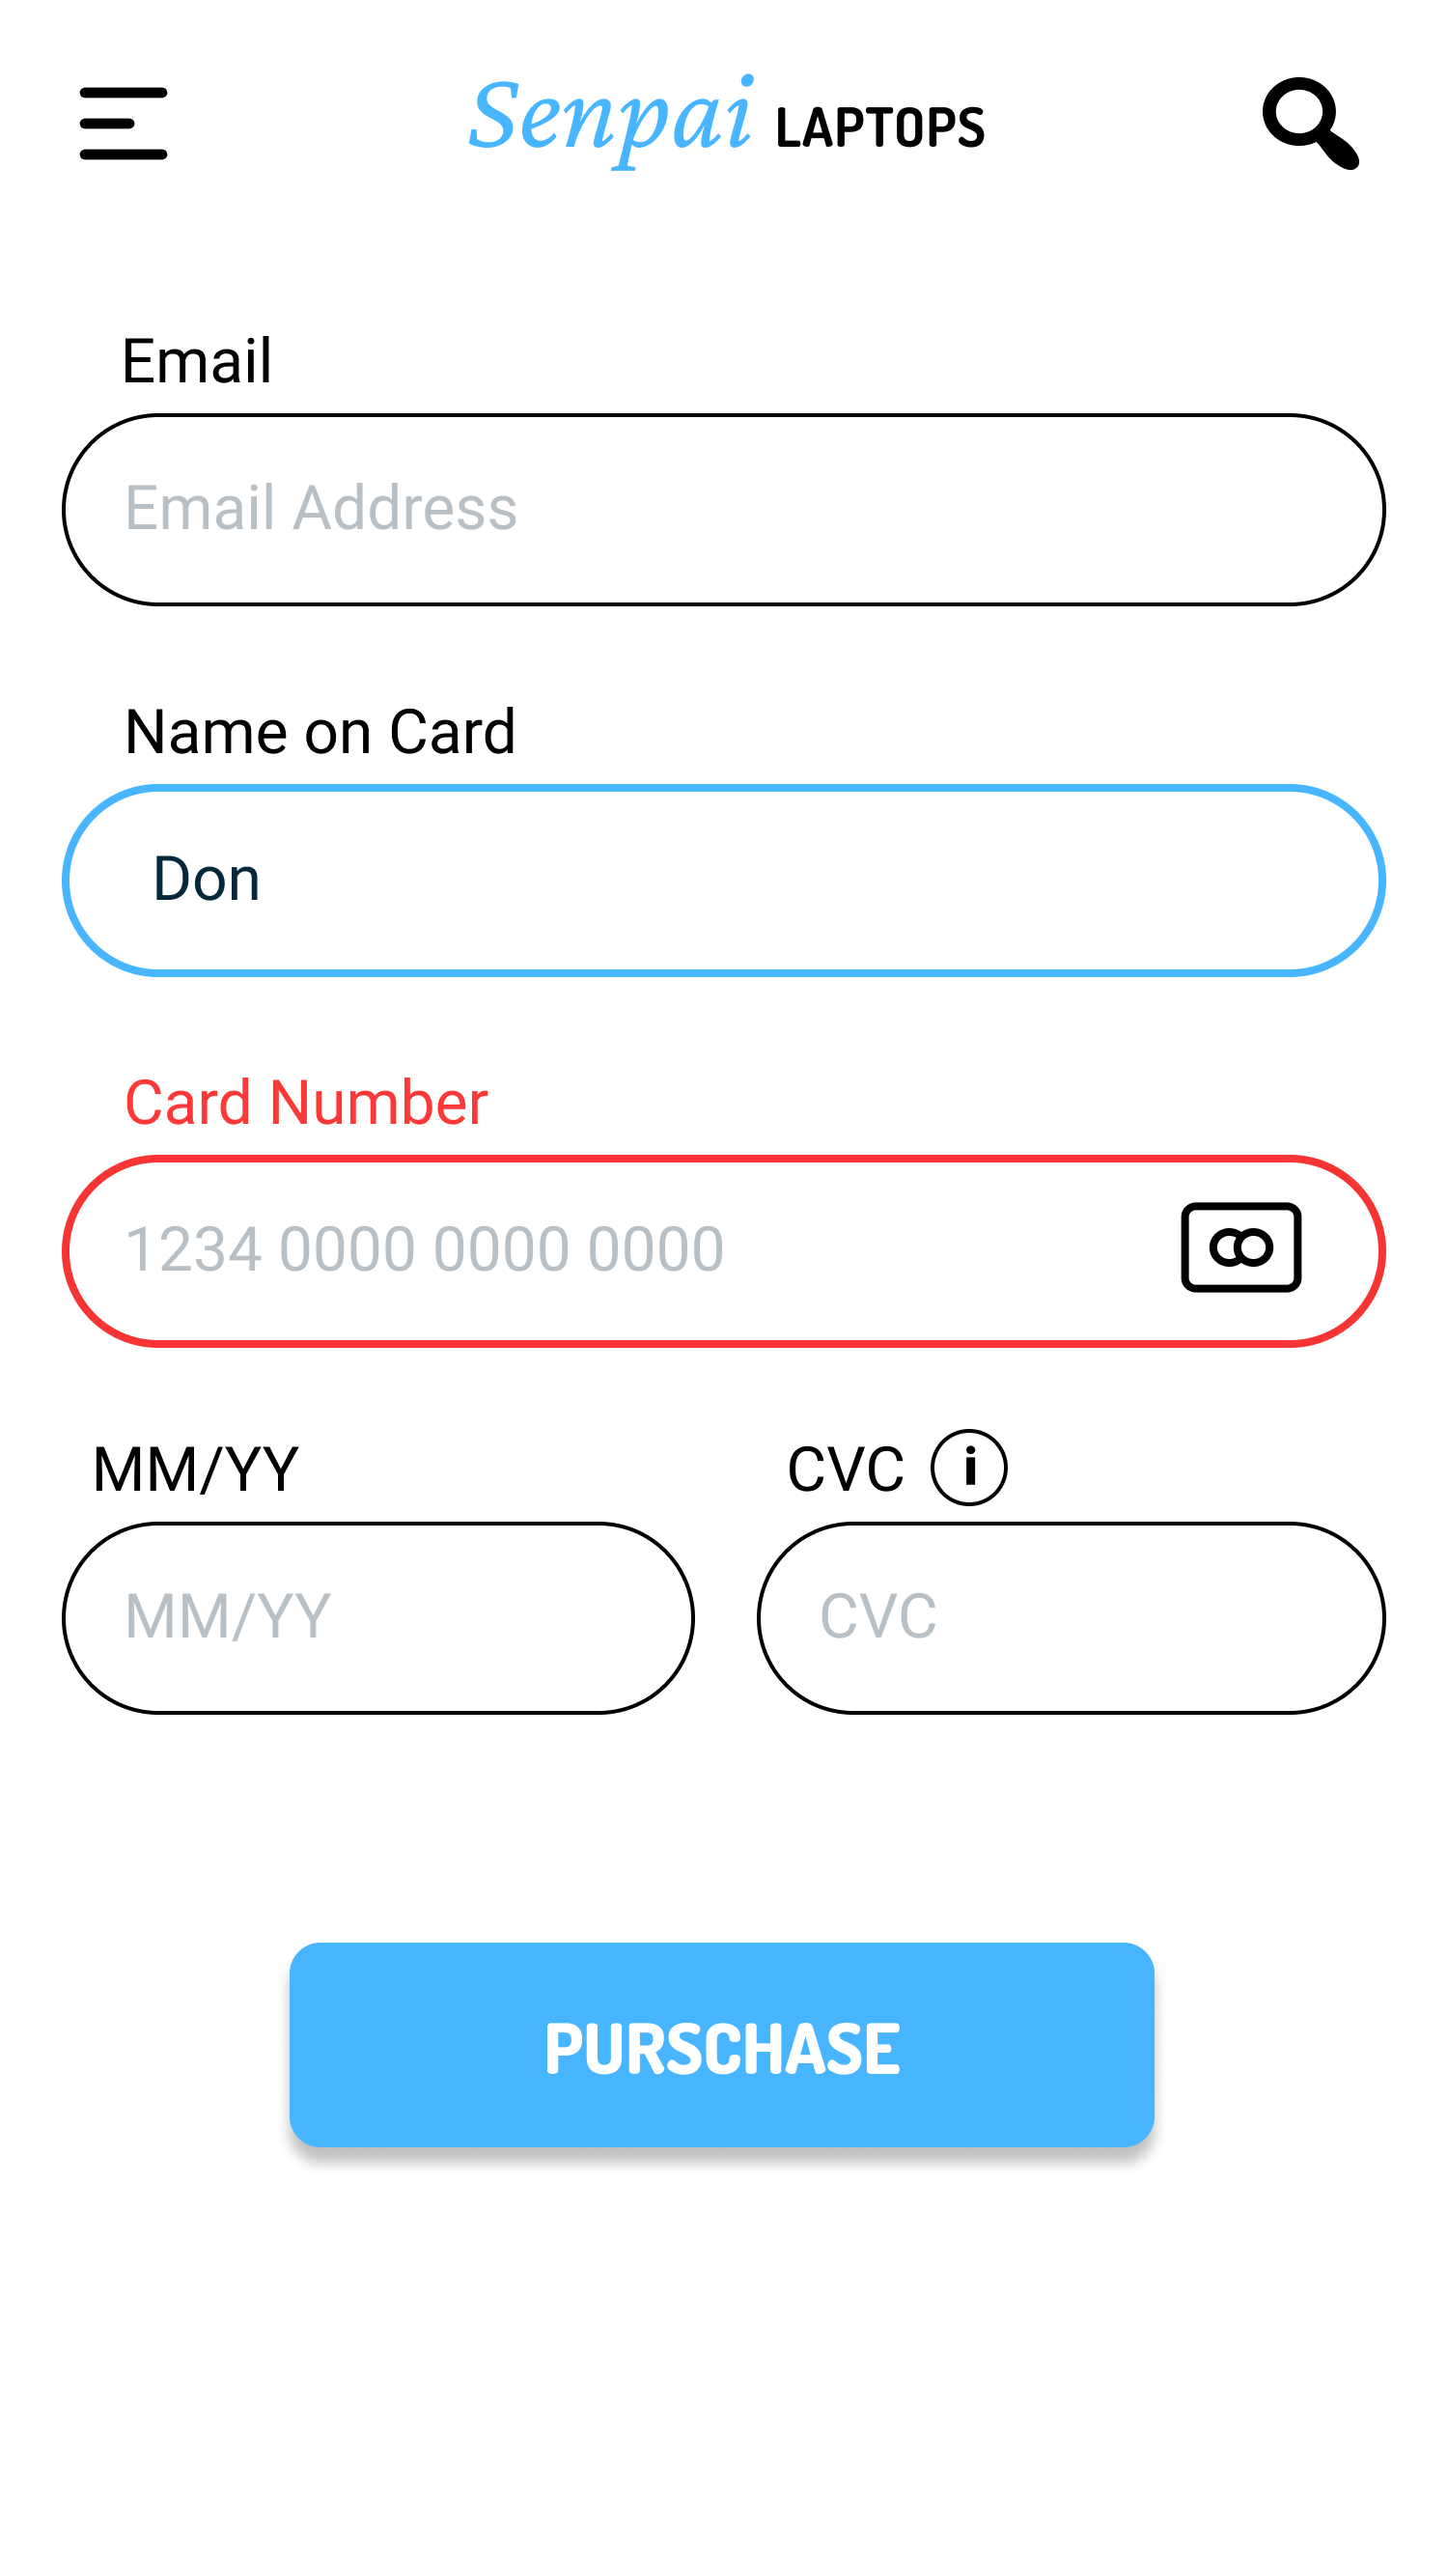 Senpai LAPTOPS
Email
Email Address
Name on Card
Don
Card Number
1234 0000 0000 0000
MM/YY CVC i
MM/YY CVC
PURSCHASE